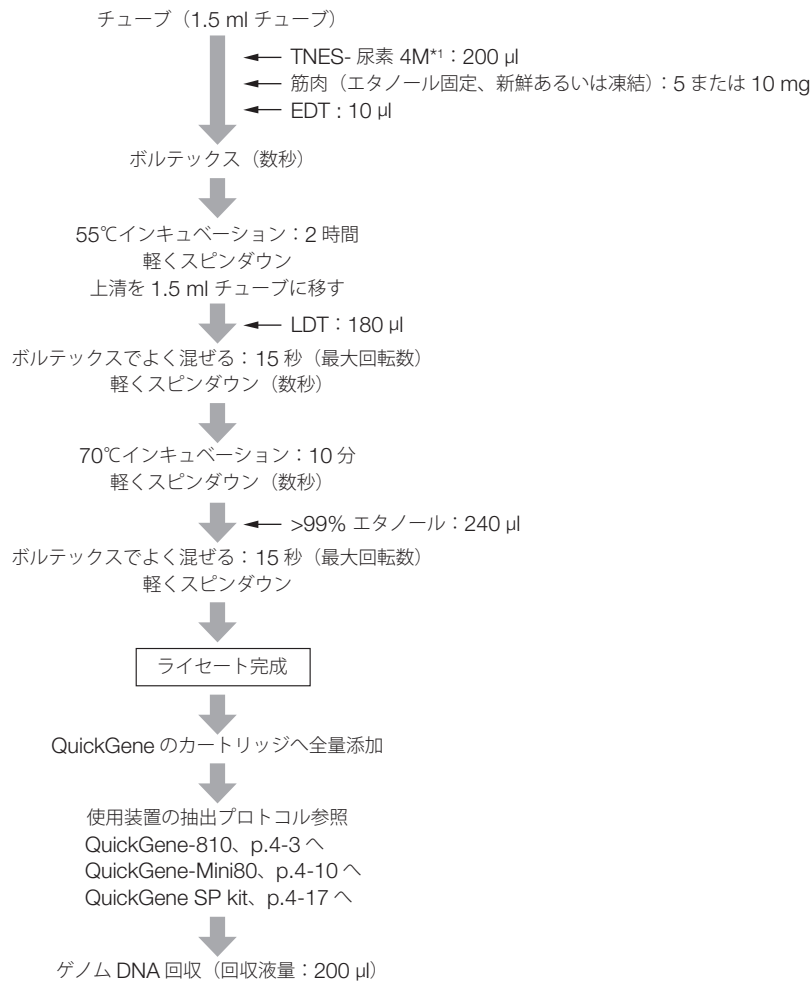 チューブ（1.5 ml チューブ）
TNES- 尿素 4M*1：200 µl
筋肉（エタノール固定、新鮮あるいは凍結）：5 または 10 mg
EDT : 10 µl
ボルテックス（数秒）
55℃インキュベーション：2 時間
軽くスピンダウン
上清を 1.5 ml チューブに移す
LDT：180 µl
ボルテックスでよく混ぜる：15 秒（最大回転数）
軽くスピンダウン（数秒）
70℃インキュベーション：10 分
軽くスピンダウン（数秒）
>99% エタノール：240 µl
ボルテックスでよく混ぜる：15 秒（最大回転数）
軽くスピンダウン
ライセート完成
QuickGene のカートリッジへ全量添加
使用装置の抽出プロトコル参照
QuickGene-810、p.4-3 へ
QuickGene-Mini80、p.4-10 へ
QuickGene SP kit、p.4-17 へ
ゲノム DNA 回収（回収液量：200 µl）